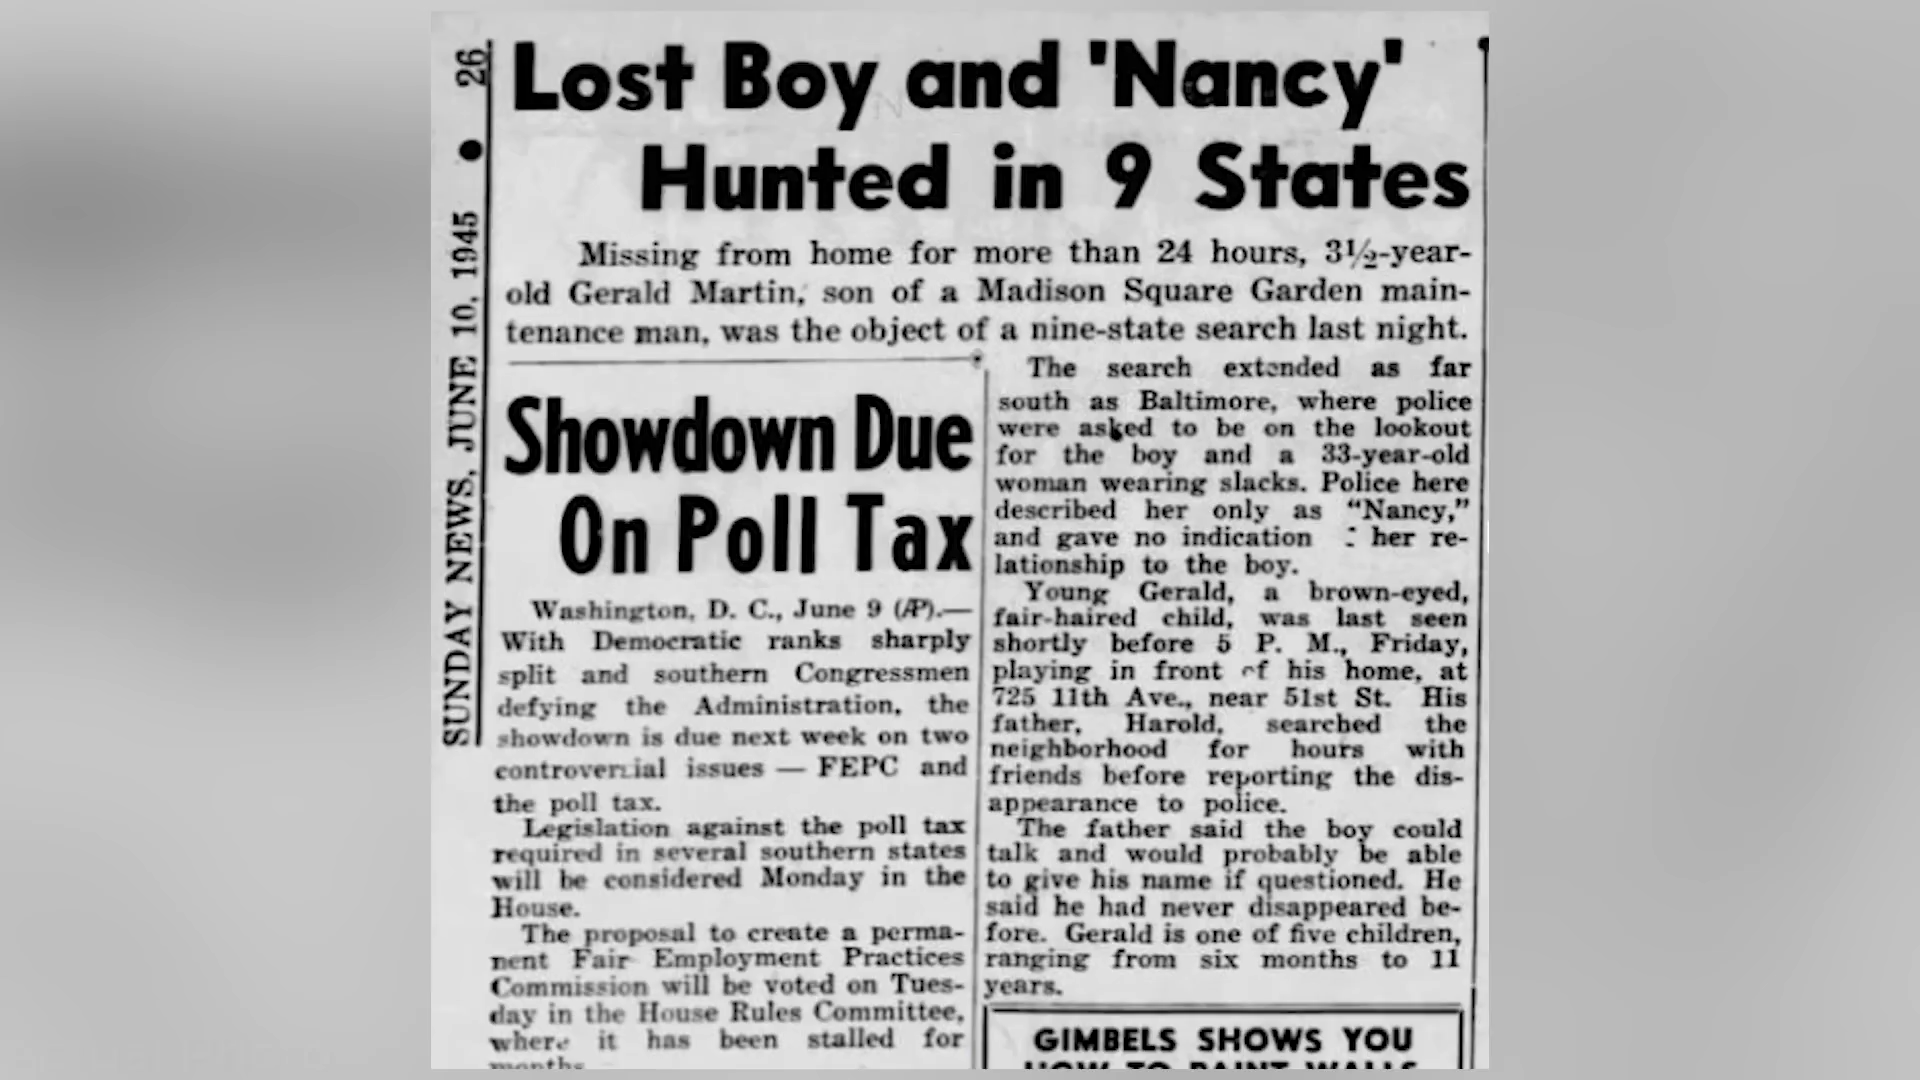 SUNDAY NEWS, JUNE 10, 1945 • 26
Lost Boy and 'Nancy'
Hunted in 9 States
Missing from home for more than 24 hours, 3½-year-
old Gerald Martin, son of a Madison Square Garden main-
tenance man, was the object of a nine-state search last night.
Showdown Due
On Poll Tax
Washington, D. C., June 9 (AP).—
With Democratic ranks sharply
split and southern Congressmen
defying the Administration, the
showdown is due next week on two
controversial issues — FEPC and
the poll tax.
Legislation against the poll tax
required in several southern states
will be considered Monday in the
House.
The proposal to create a perma-
nent Fair Employment Practices
Commission will be voted on Tues-
day in the House Rules Committee,
where it has been stalled for
months
The search extended as far
south as Baltimore, where police
were asked to be on the lookout
for the boy and a 33-year-old
woman wearing slacks. Police here
described her only as “Nancy,”
and gave no indication : her re-
lationship to the boy.
Young Gerald, a brown-eyed,
fair-haired child, was last seen
shortly before 5 P. M., Friday,
playing in front of his home, at
725 11th Ave., near 51st St. His
father, Harold, searched the
neighborhood for hours with
friends before reporting the dis-
appearance to police.
The father said the boy could
talk and would probably be able
to give his name if questioned. He
said he had never disappeared be-
fore. Gerald is one of five children,
ranging from six months to 11
years.
GIMBELS SHOWS YOU
HOW TO PAINT WALLS